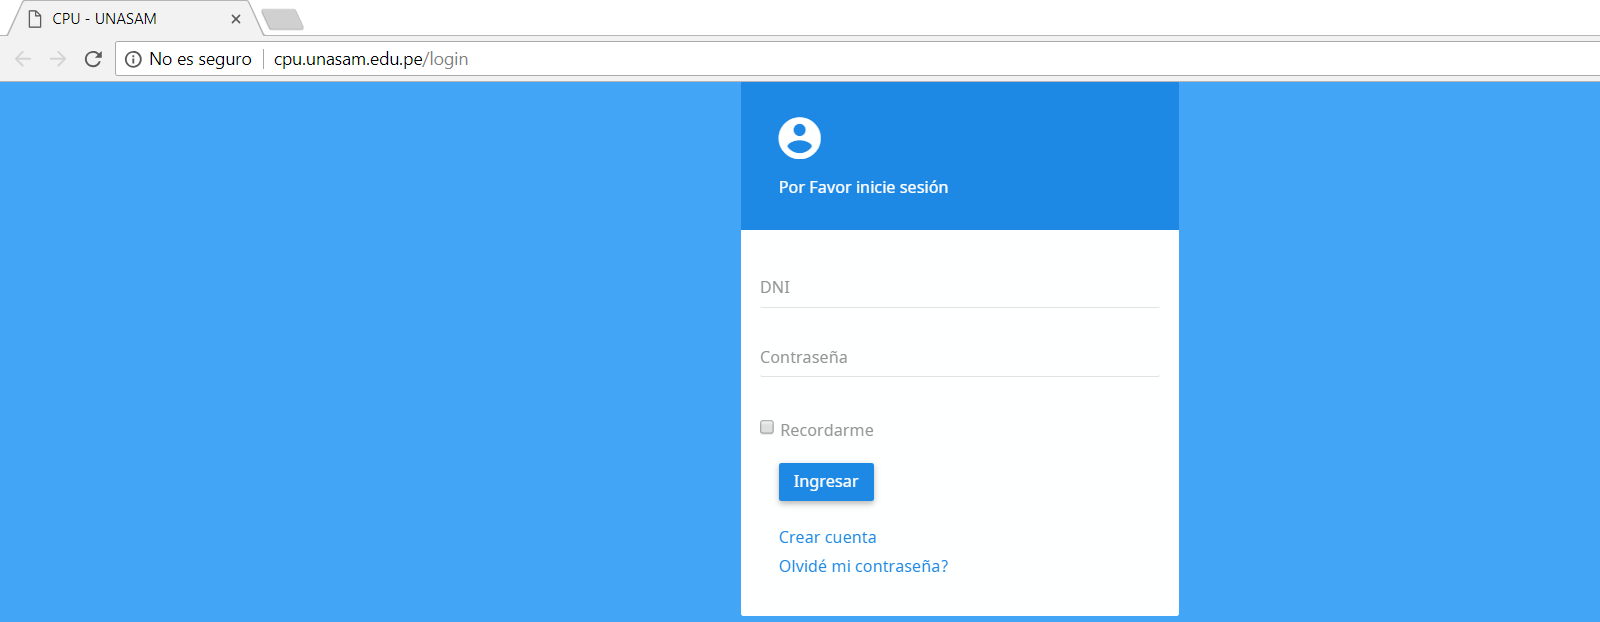 CPU - UNASAM
No es seguro cpu.unasam.edu.pe/login
Por Favor inicie sesión
DNI
Contraseña
Recordarme
Ingresar
Crear cuenta
Olvidé mi contraseña?